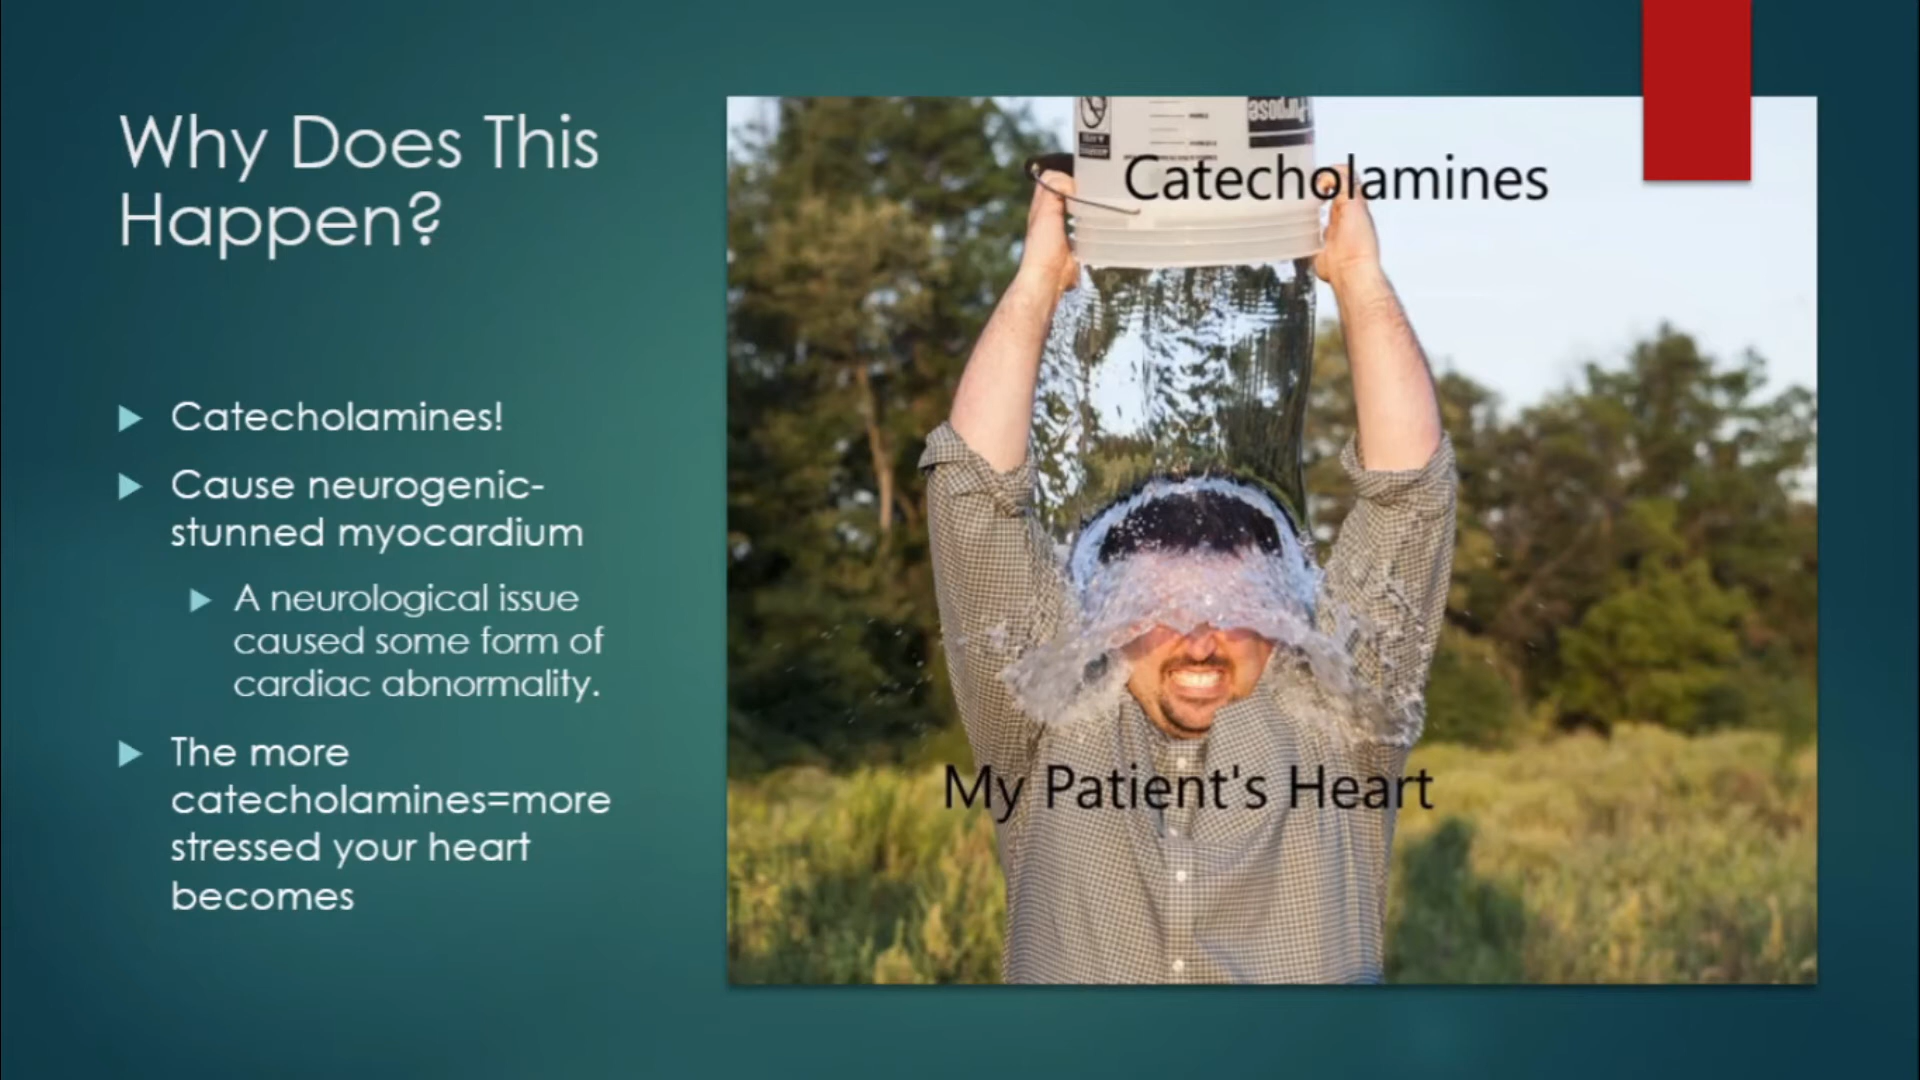 Why Does This
Happen?
Catecholamines!
Cause neurogenic-
stunned myocardium
A neurological issue
caused some form of
cardiac abnormality.
The more
catecholamines=more
stressed your heart
becomes
Catecholamines
My Patient's Heart